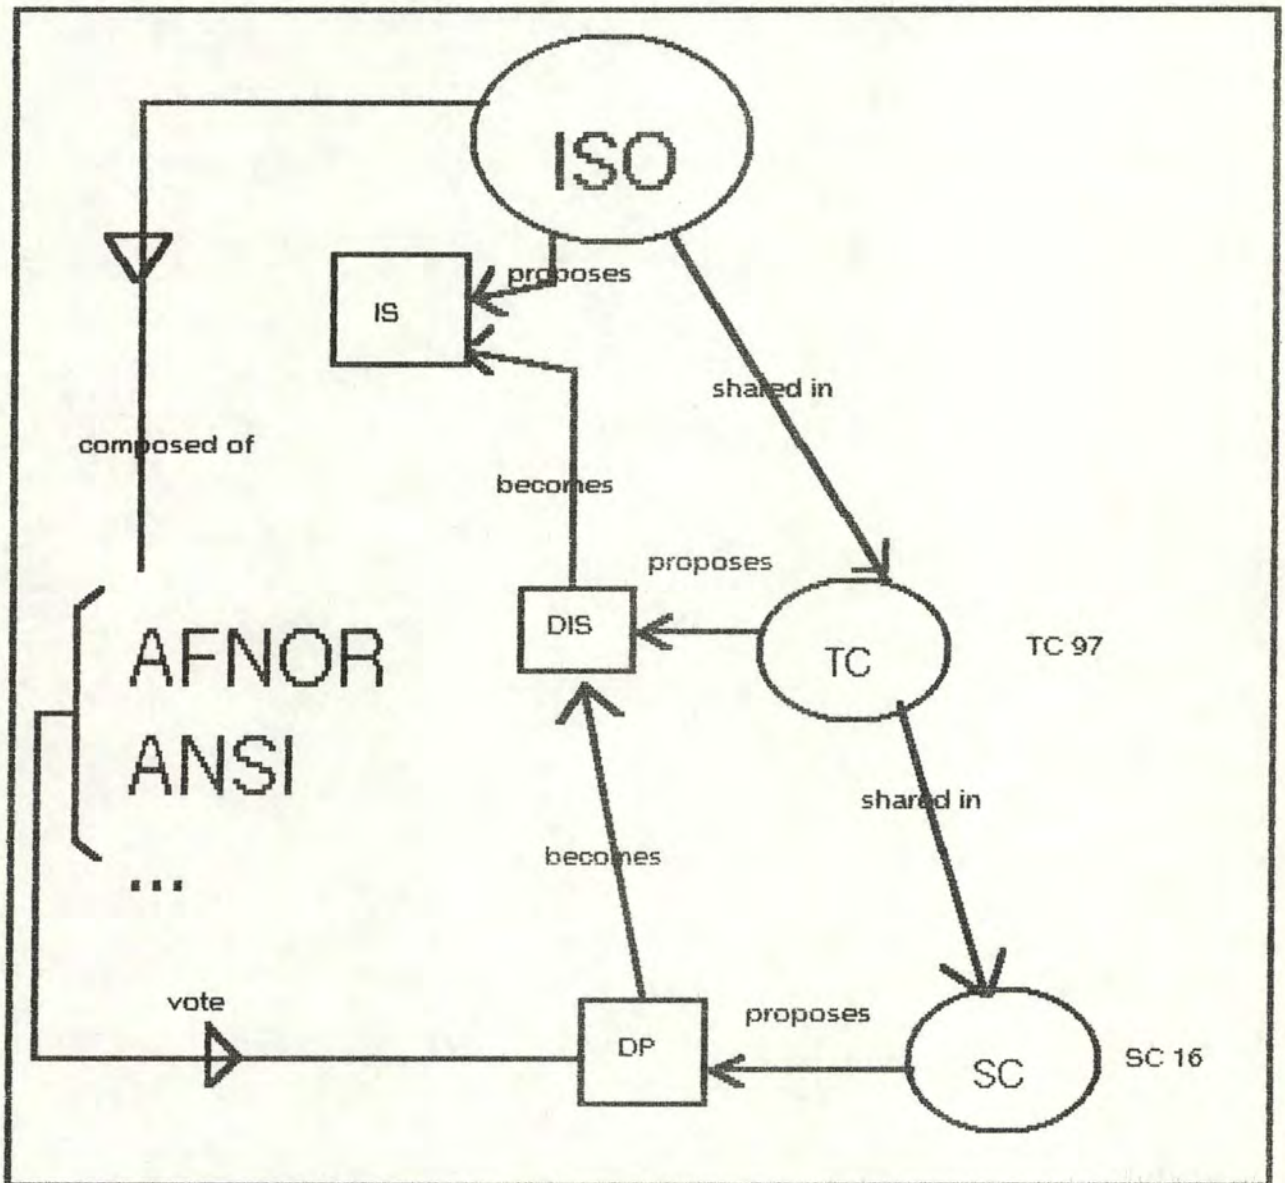 ISO
proposes
IS
shared in
composed of
becomes
proposes
DIS
TC
TC 97
AFNOR
ANSI
...
shared in
becomes
vote
proposes
DP
SC
SC 16